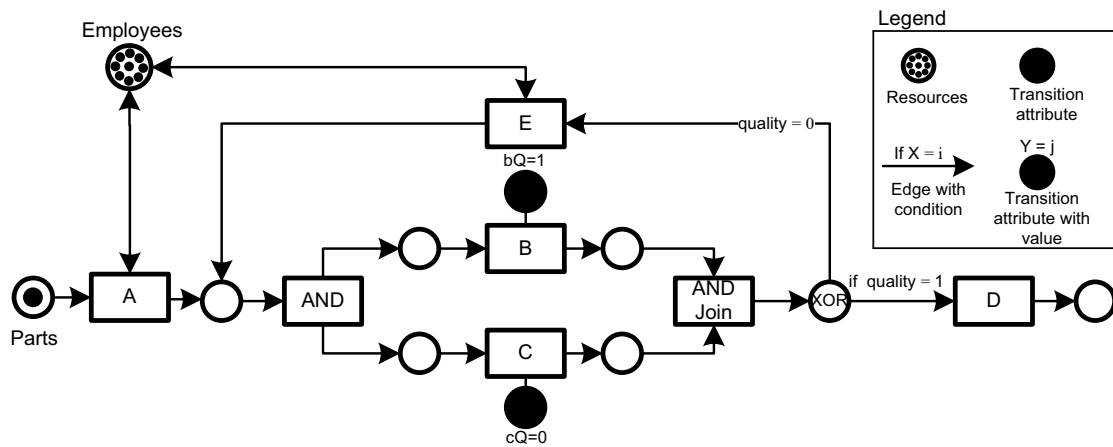 Employees
Legend
Resources
Transition
attribute
If X = i
Edge with
condition
Y = j
Transition
attribute with
value
E
quality = 0
bQ=1
B
Parts
A
AND
AND
Join
XOR
if quality = 1
D
C
cQ=0